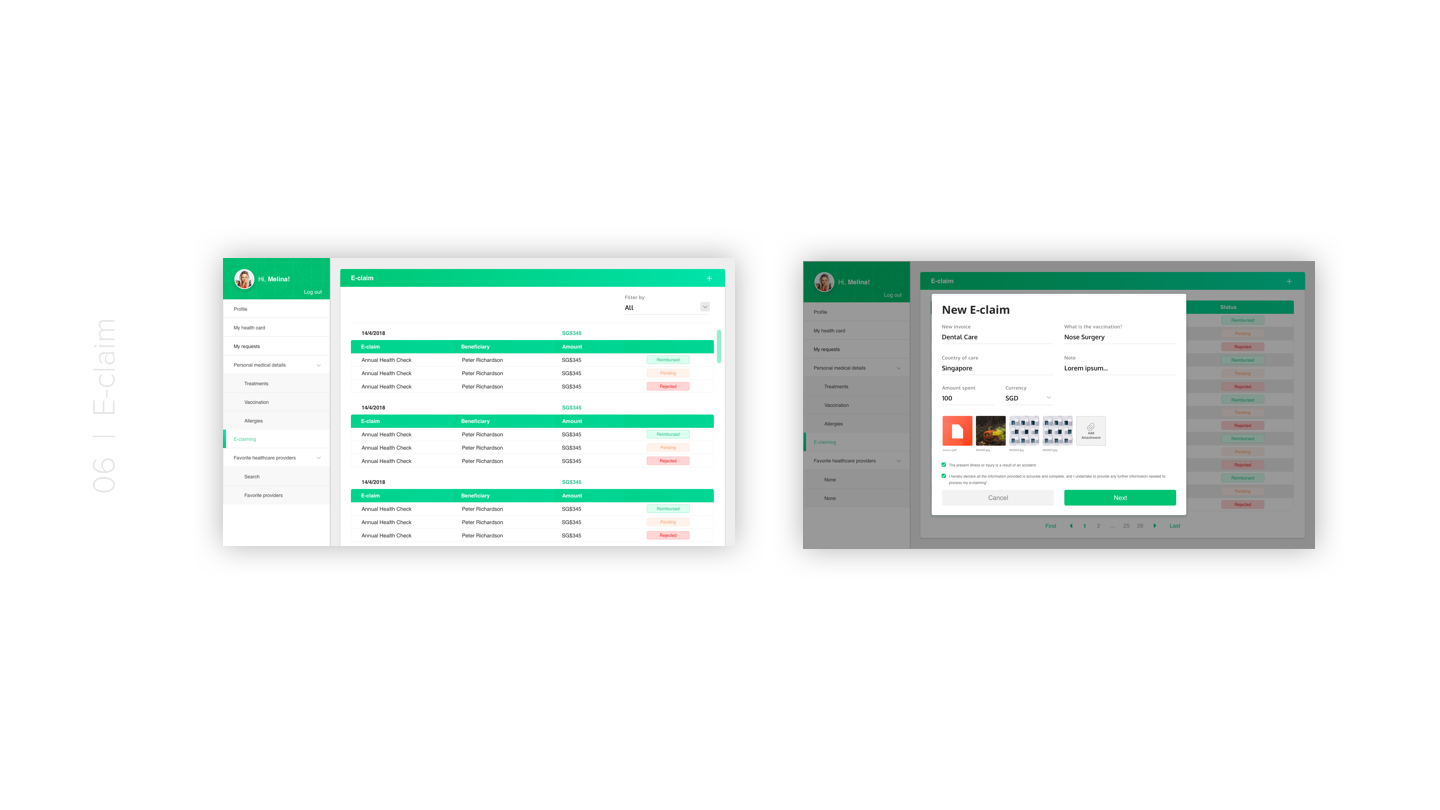 06 | E-claim
Hi, Melina!
Log out
Profile
My health card
My requests
Personal medical details
Treatments
Vaccination
Allergies
E-claiming
Favorite healthcare providers
Search
Favorite providers
E-claim
+
Filter by
All
14/4/2018 SG$345
E-claim Beneficiary Amount
Annual Health Check Peter Richardson SG$345 Reimbursed
Annual Health Check Peter Richardson SG$345 Pending
Annual Health Check Peter Richardson SG$345 Rejected
14/4/2018 SG$345
E-claim Beneficiary Amount
Annual Health Check Peter Richardson SG$345 Reimbursed
Annual Health Check Peter Richardson SG$345 Pending
Annual Health Check Peter Richardson SG$345 Rejected
14/4/2018 SG$345
E-claim Beneficiary Amount
Annual Health Check Peter Richardson SG$345 Reimbursed
Annual Health Check Peter Richardson SG$345 Pending
Annual Health Check Peter Richardson SG$345 Rejected
Hi, Melina!
Log out
Profile
My health card
My requests
Personal medical details
Treatments
Vaccination
Allergies
E-claiming
Favorite healthcare providers
None
None
E-claim
+
New E-claim
New invoice What is the vaccination?
Dental Care Nose Surgery
Country of care Note
Singapore Lorem ipsum...
Amount spent Currency
100 SGD
Add
Attachment
The present illness or injury is a result of an accident
I hereby declare all the information provided is accurate and complete, and I undertake to provide any further information needed to
process my e-claiming*
Cancel Next
Status
Reimbursed
Pending
Rejected
Reimbursed
Pending
Rejected
Reimbursed
Pending
Rejected
Reimbursed
Pending
Rejected
Reimbursed
Pending
Rejected
First 1 2 ... 25 26 Last